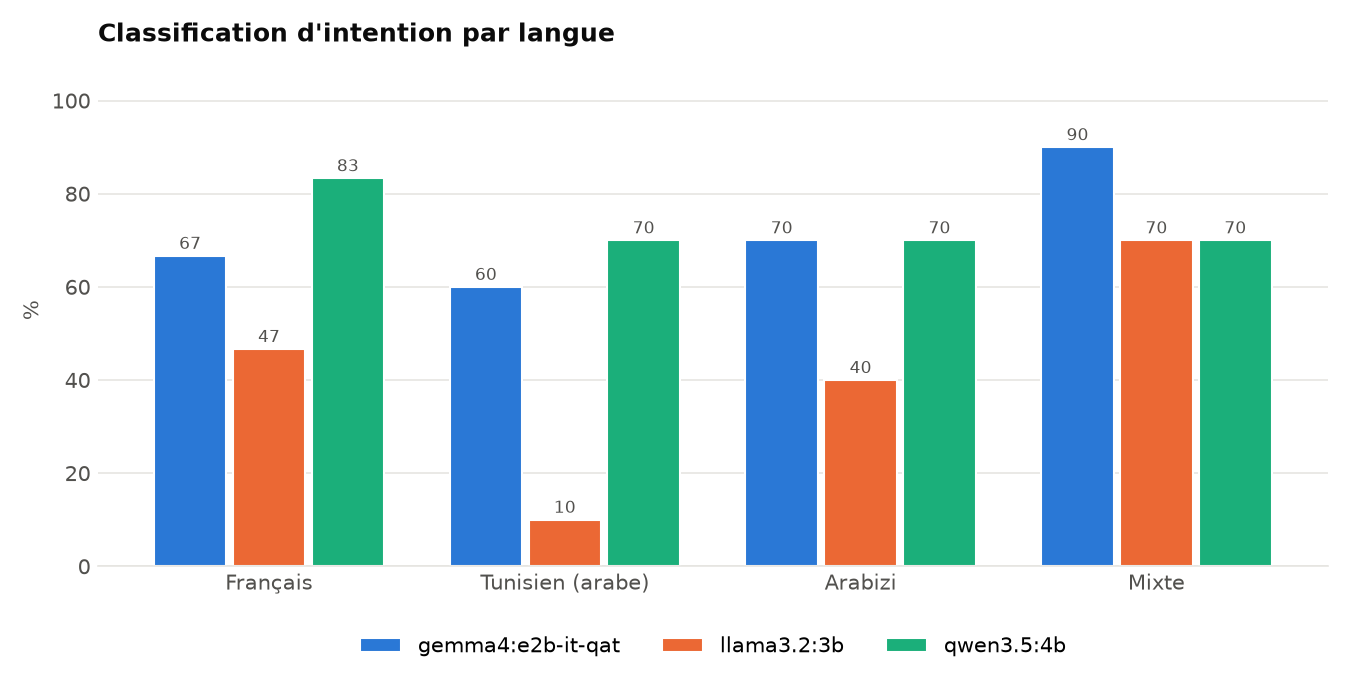 Classification d'intention par langue
100
80
60
40
20
0
%
67
47
83
60
10
70
70
40
70
90
70
70
Français
Tunisien (arabe)
Arabizi
Mixte
gemma4:e2b-it-qat
llama3.2:3b
qwen3.5:4b